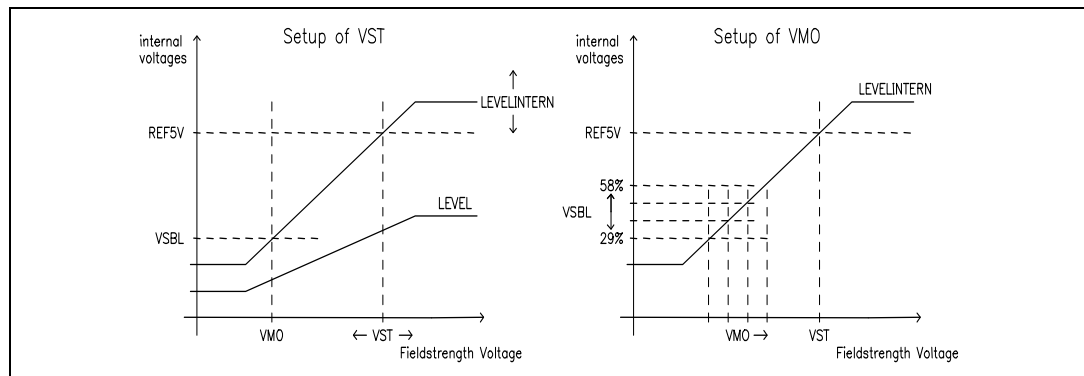 Setup of VST
internal
voltages
LEVELINTERN
REF5V
LEVEL
VSBL
VMO
← VST →
Fieldstrength Voltage
Setup of VMO
internal
voltages
LEVELINTERN
REF5V
58%
VSBL
29%
VMO →
VST
Fieldstrength Voltage